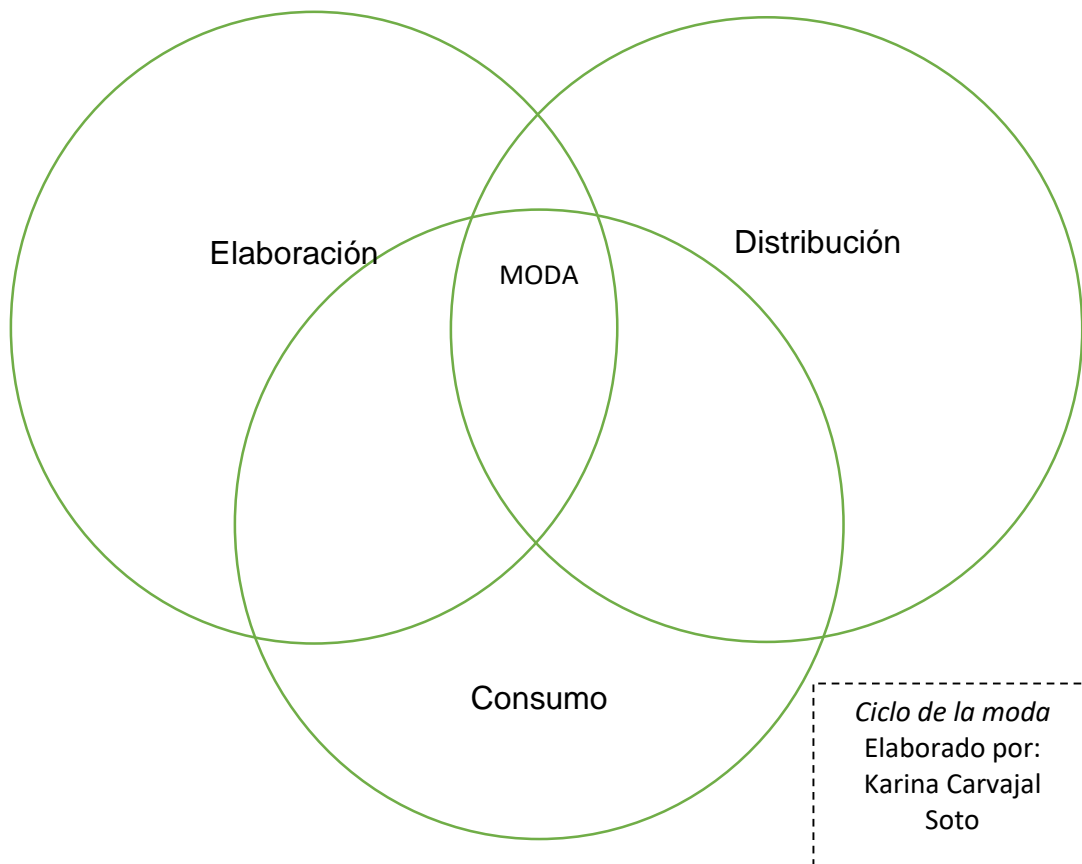 Elaboración
Distribución
MODA
Consumo
Ciclo de la moda
Elaborado por:
Karina Carvajal
Soto